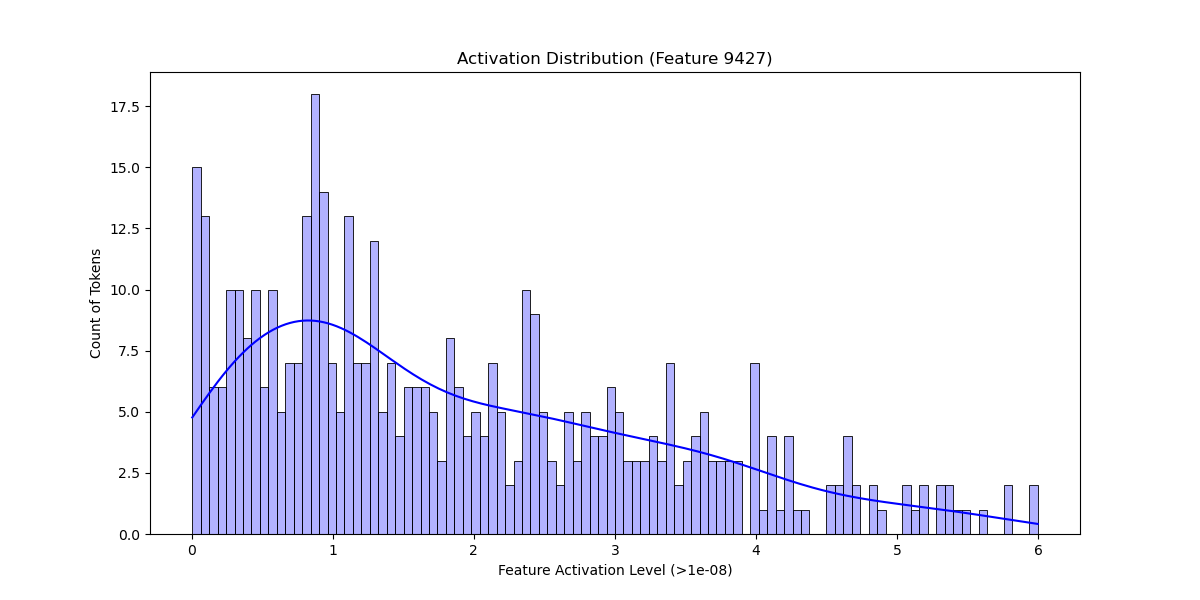 Activation Distribution (Feature 9427)
Count of Tokens
17.5
15.0
12.5
10.0
7.5
5.0
2.5
0.0
0 1 2 3 4 5 6
Feature Activation Level (>1e-08)